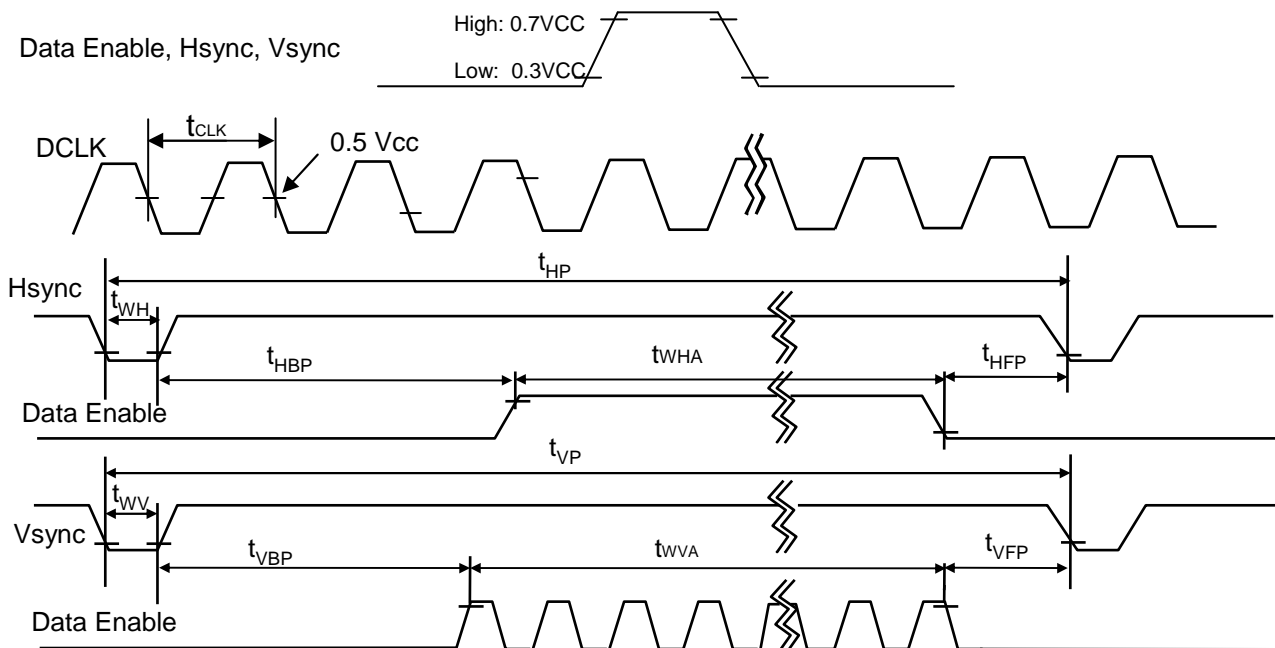 High: 0.7VCC
Data Enable, Hsync, Vsync
Low: 0.3VCC
tCLK
DCLK
0.5 Vcc
tHP
Hsync
tWH
tHBP
tWHA
tHFP
Data Enable
tVP
tWV
Vsync
tVBP
tWVA
tVFP
Data Enable